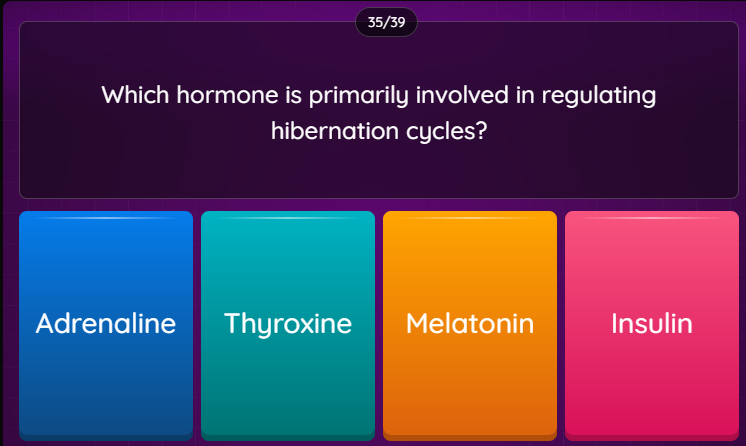 35/39
Which hormone is primarily involved in regulating
hibernation cycles?
Adrenaline
Thyroxine
Melatonin
Insulin